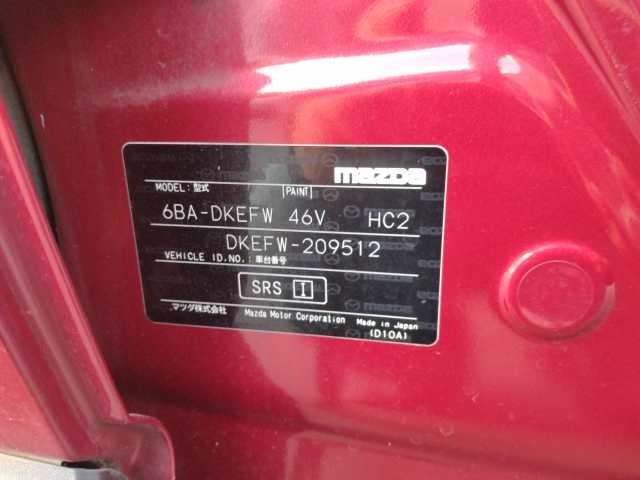 mazda
MODEL: 型式 [PAINT]
6BA-DKEFW 46V HC2
DKEFW-209512
VEHICLE ID.NO.: 車台番号
SRS I
マツダ株式会社 Mazda Motor Corporation Made in Japan
(D10A)